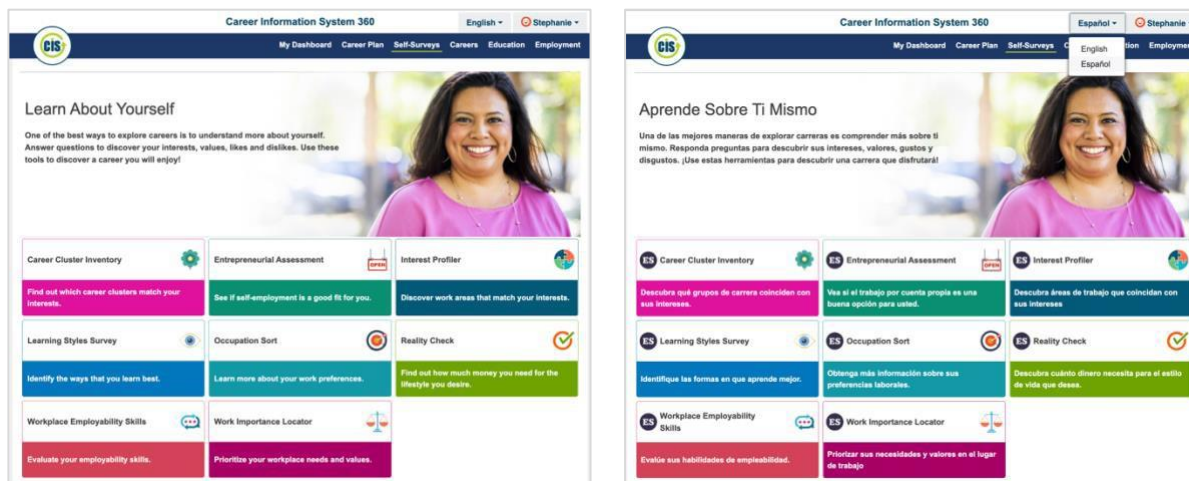 Career Information System 360
English
Stephanie
CIS
My Dashboard Career Plan Self-Surveys Careers Education Employment
Learn About Yourself
One of the best ways to explore careers is to understand more about yourself.
Answer questions to discover your interests, values, likes and dislikes. Use these
tools to discover a career you will enjoy!
Career Cluster Inventory
Find out which career clusters match your
interests.
Entrepreneurial Assessment
OPEN
See if self-employment is a good fit for you.
Interest Profiler
Discover work areas that match your interests.
Learning Styles Survey
Identify the ways that you learn best.
Occupation Sort
Learn more about your work preferences.
Reality Check
Find out how much money you need for the
lifestyle you desire.
Workplace Employability Skills
Evaluate your employability skills.
Work Importance Locator
Prioritize your workplace needs and values.
Career Information System 360
Español
Stephanie
CIS
My Dashboard Career Plan Self-Surveys C tion Employmen
English
Español
Aprende Sobre Ti Mismo
Una de las mejores maneras de explorar carreras es comprender más sobre ti
mismo. Responda preguntas para descubrir sus intereses, valores, gustos y
disgustos. ¡Use estas herramientas para descubrir una carrera que disfrutará!
ES Career Cluster Inventory
Descubra qué grupos de carrera coinciden con
sus intereses.
ES Entrepreneurial Assessment
OPEN
Vea si el trabajo por cuenta propia es una
buena opción para usted.
ES Interest Profiler
Descubra áreas de trabajo que coincidan con
sus intereses
ES Learning Styles Survey
Identifique las formas en que aprende mejor.
ES Occupation Sort
Obtenga más información sobre sus
preferencias laborales.
ES Reality Check
Descubra cuánto dinero necesita para el estilo
de vida que desea.
ES Workplace Employability
Skills
Evalúe sus habilidades de empleabilidad.
ES Work Importance Locator
Priorizar sus necesidades y valores en el lugar
de trabajo